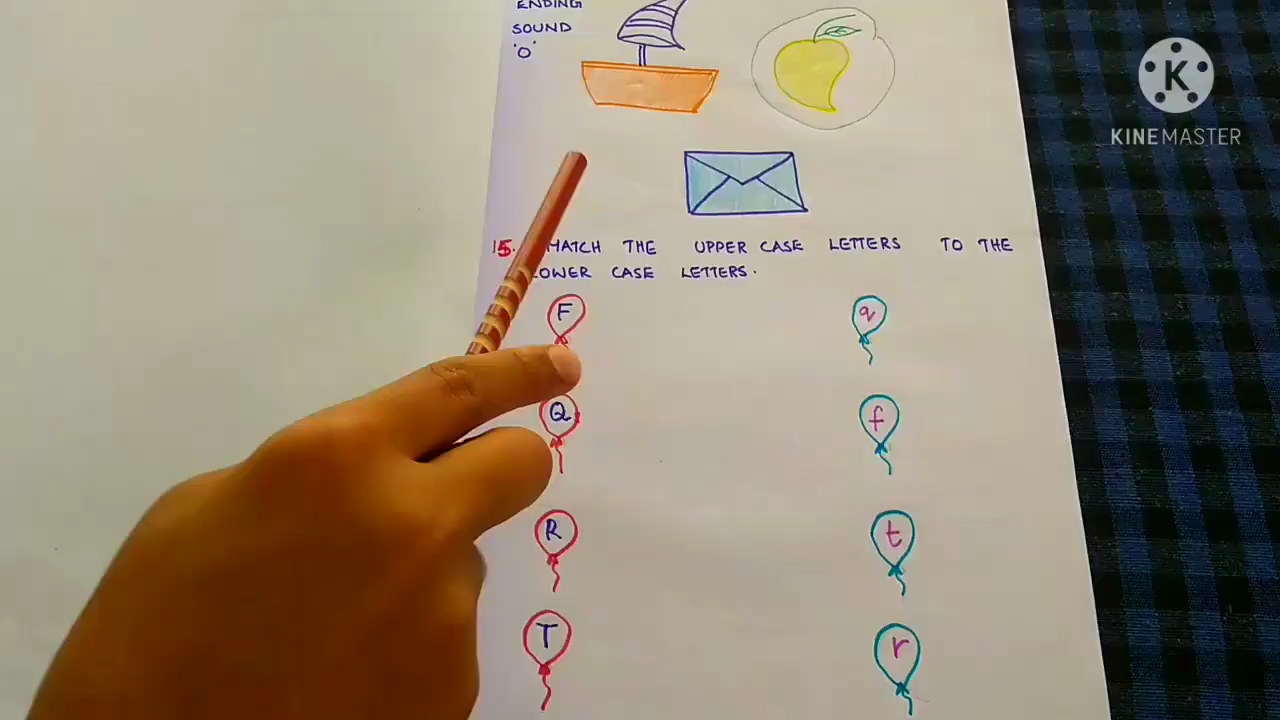 ENDING
SOUND
'O'
K
KINEMASTER
15. MATCH THE UPPER CASE LETTERS TO THE
LOWER CASE LETTERS.
F q
Q f
R t
T r